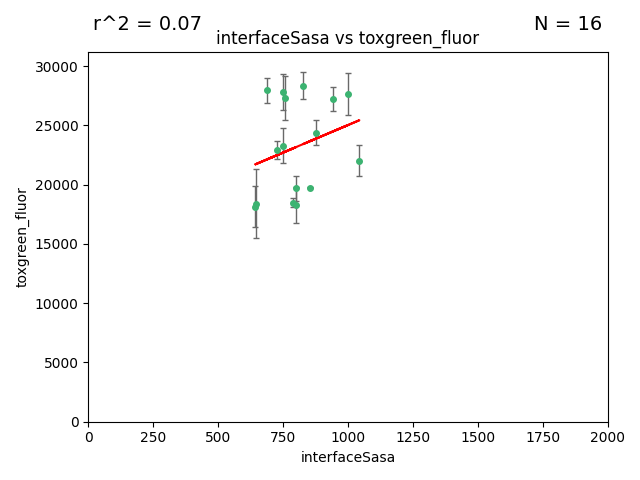 r^2 = 0.07
N = 16
interfaceSasa vs toxgreen_fluor
30000
25000
20000
15000
10000
5000
0
toxgreen_fluor
0 250 500 750 1000 1250 1500 1750 2000
interfaceSasa